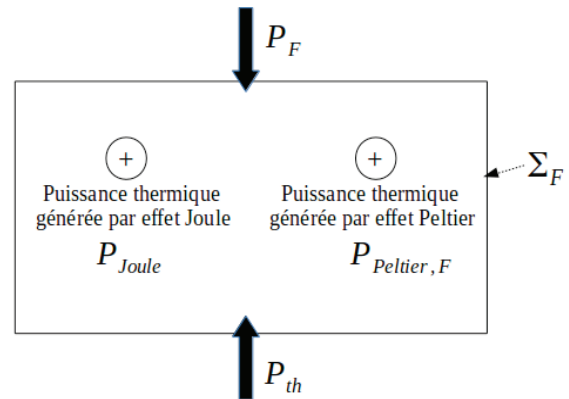 P_F
+
+
Σ_F
Puissance thermique
générée par effet Joule
P_Joule
Puissance thermique
générée par effet Peltier
P_Peltier,F
P_th